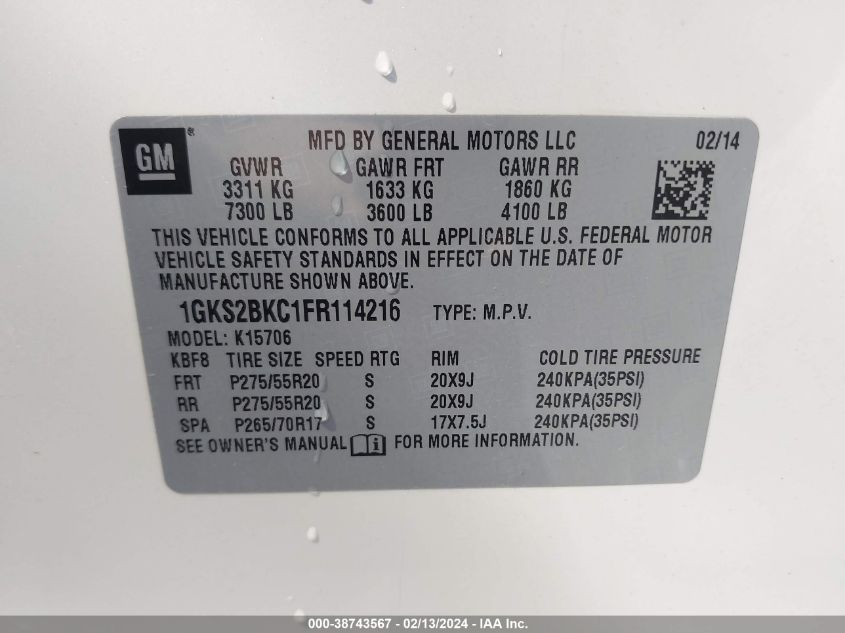 GM ®
MFD BY GENERAL MOTORS LLC 02/14
GVWR GAWR FRT GAWR RR
3311 KG 1633 KG 1860 KG
7300 LB 3600 LB 4100 LB
THIS VEHICLE CONFORMS TO ALL APPLICABLE U.S. FEDERAL MOTOR
VEHICLE SAFETY STANDARDS IN EFFECT ON THE DATE OF
MANUFACTURE SHOWN ABOVE.
1GKS2BKC1FR114216 TYPE: M.P.V.
MODEL: K15706
KBF8 TIRE SIZE SPEED RTG RIM COLD TIRE PRESSURE
FRT P275/55R20 S 20X9J 240KPA(35PSI)
RR P275/55R20 S 20X9J 240KPA(35PSI)
SPA P265/70R17 S 17X7.5J 240KPA(35PSI)
SEE OWNER'S MANUAL i FOR MORE INFORMATION.
000-38743567 - 02/13/2024 - IAA Inc.